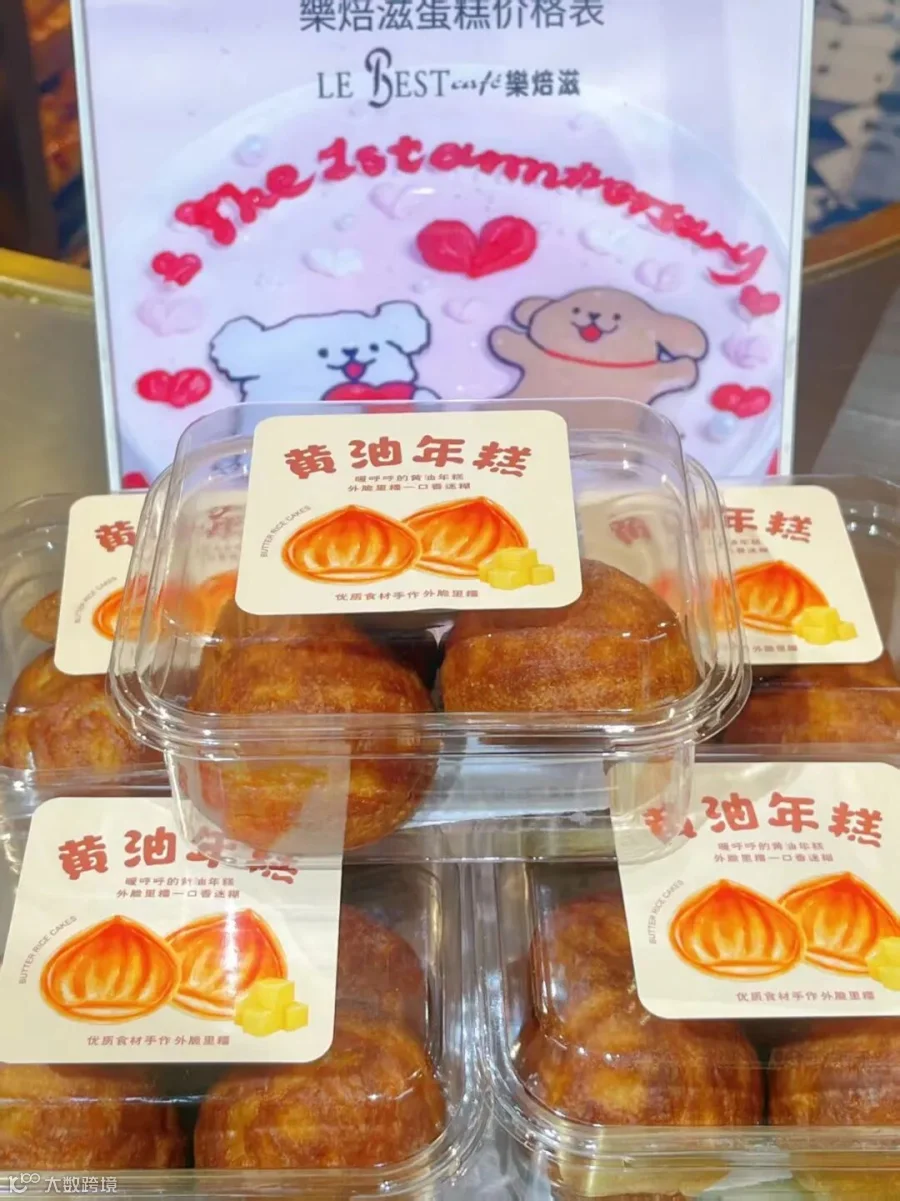 樂焙滋蛋糕价格表
LE BEST café 樂焙滋
The 1st anniversary
黄油年糕
暖呼呼的黄油年糕
外脆里糯一口香迷糊
BUTTER RICE CAKES
优质食材手作外脆里糯
黄
BUTTER RICE CAKES
年糕
黄油年糕
暖呼呼的黄油年糕
外脆里糯一口香迷糊
BUTTER RICE CAKES
优质食材手作外脆里糯
黄油年糕
暖呼呼的黄油年糕
外脆里糯一口香迷糊
BUTTER RICE CAKES
优质食材手作外脆里糯
大数跨境